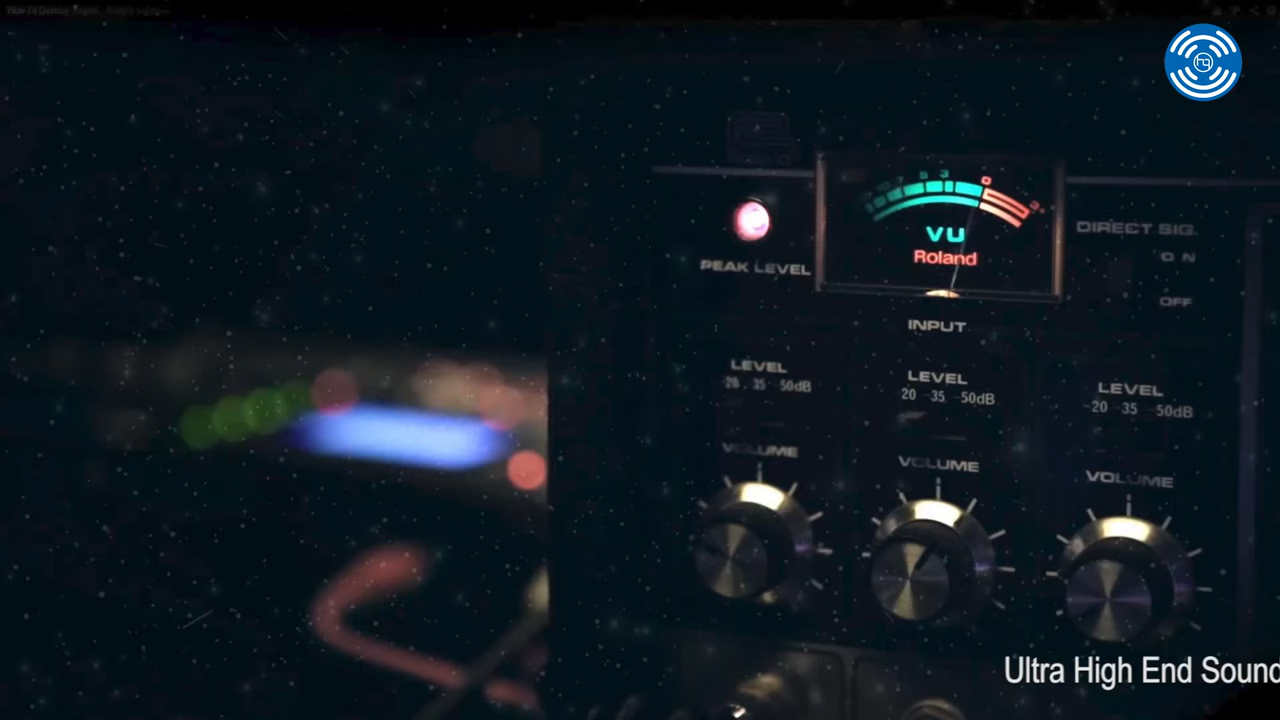 VU
Roland
PEAK LEVEL
DIRECT SIG.
ON
OFF
INPUT
LEVEL
20 35 50dB
VOLUME
LEVEL
20 35 50dB
VOLUME
LEVEL
-20 -35 -50dB
VOLUME
Ultra High End Sound